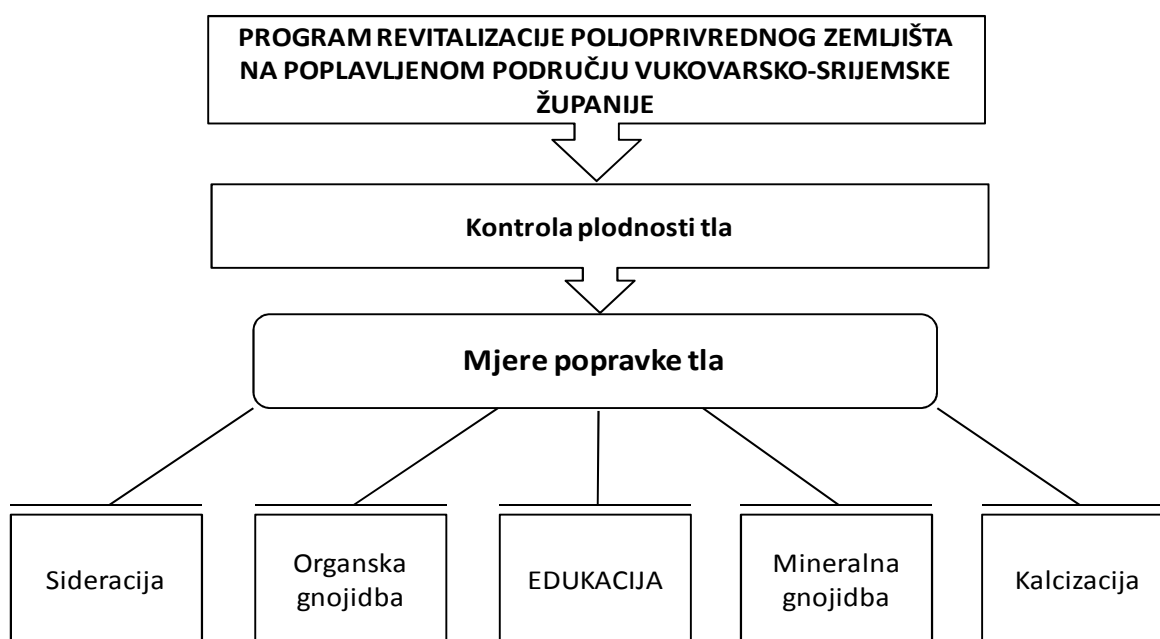 PROGRAM REVITALIZACIJE POLJOPRIVREDNOG ZEMLJIŠTA
NA POPLAVLJENOM PODRUČJU VUKOVARSKO-SRIJEMSKE
ŽUPANIJE
Kontrola plodnosti tla
Mjere popravke tla
Sideracija
Organska
gnojidba
EDUKACIJA
Mineralna
gnojidba
Kalcizacija